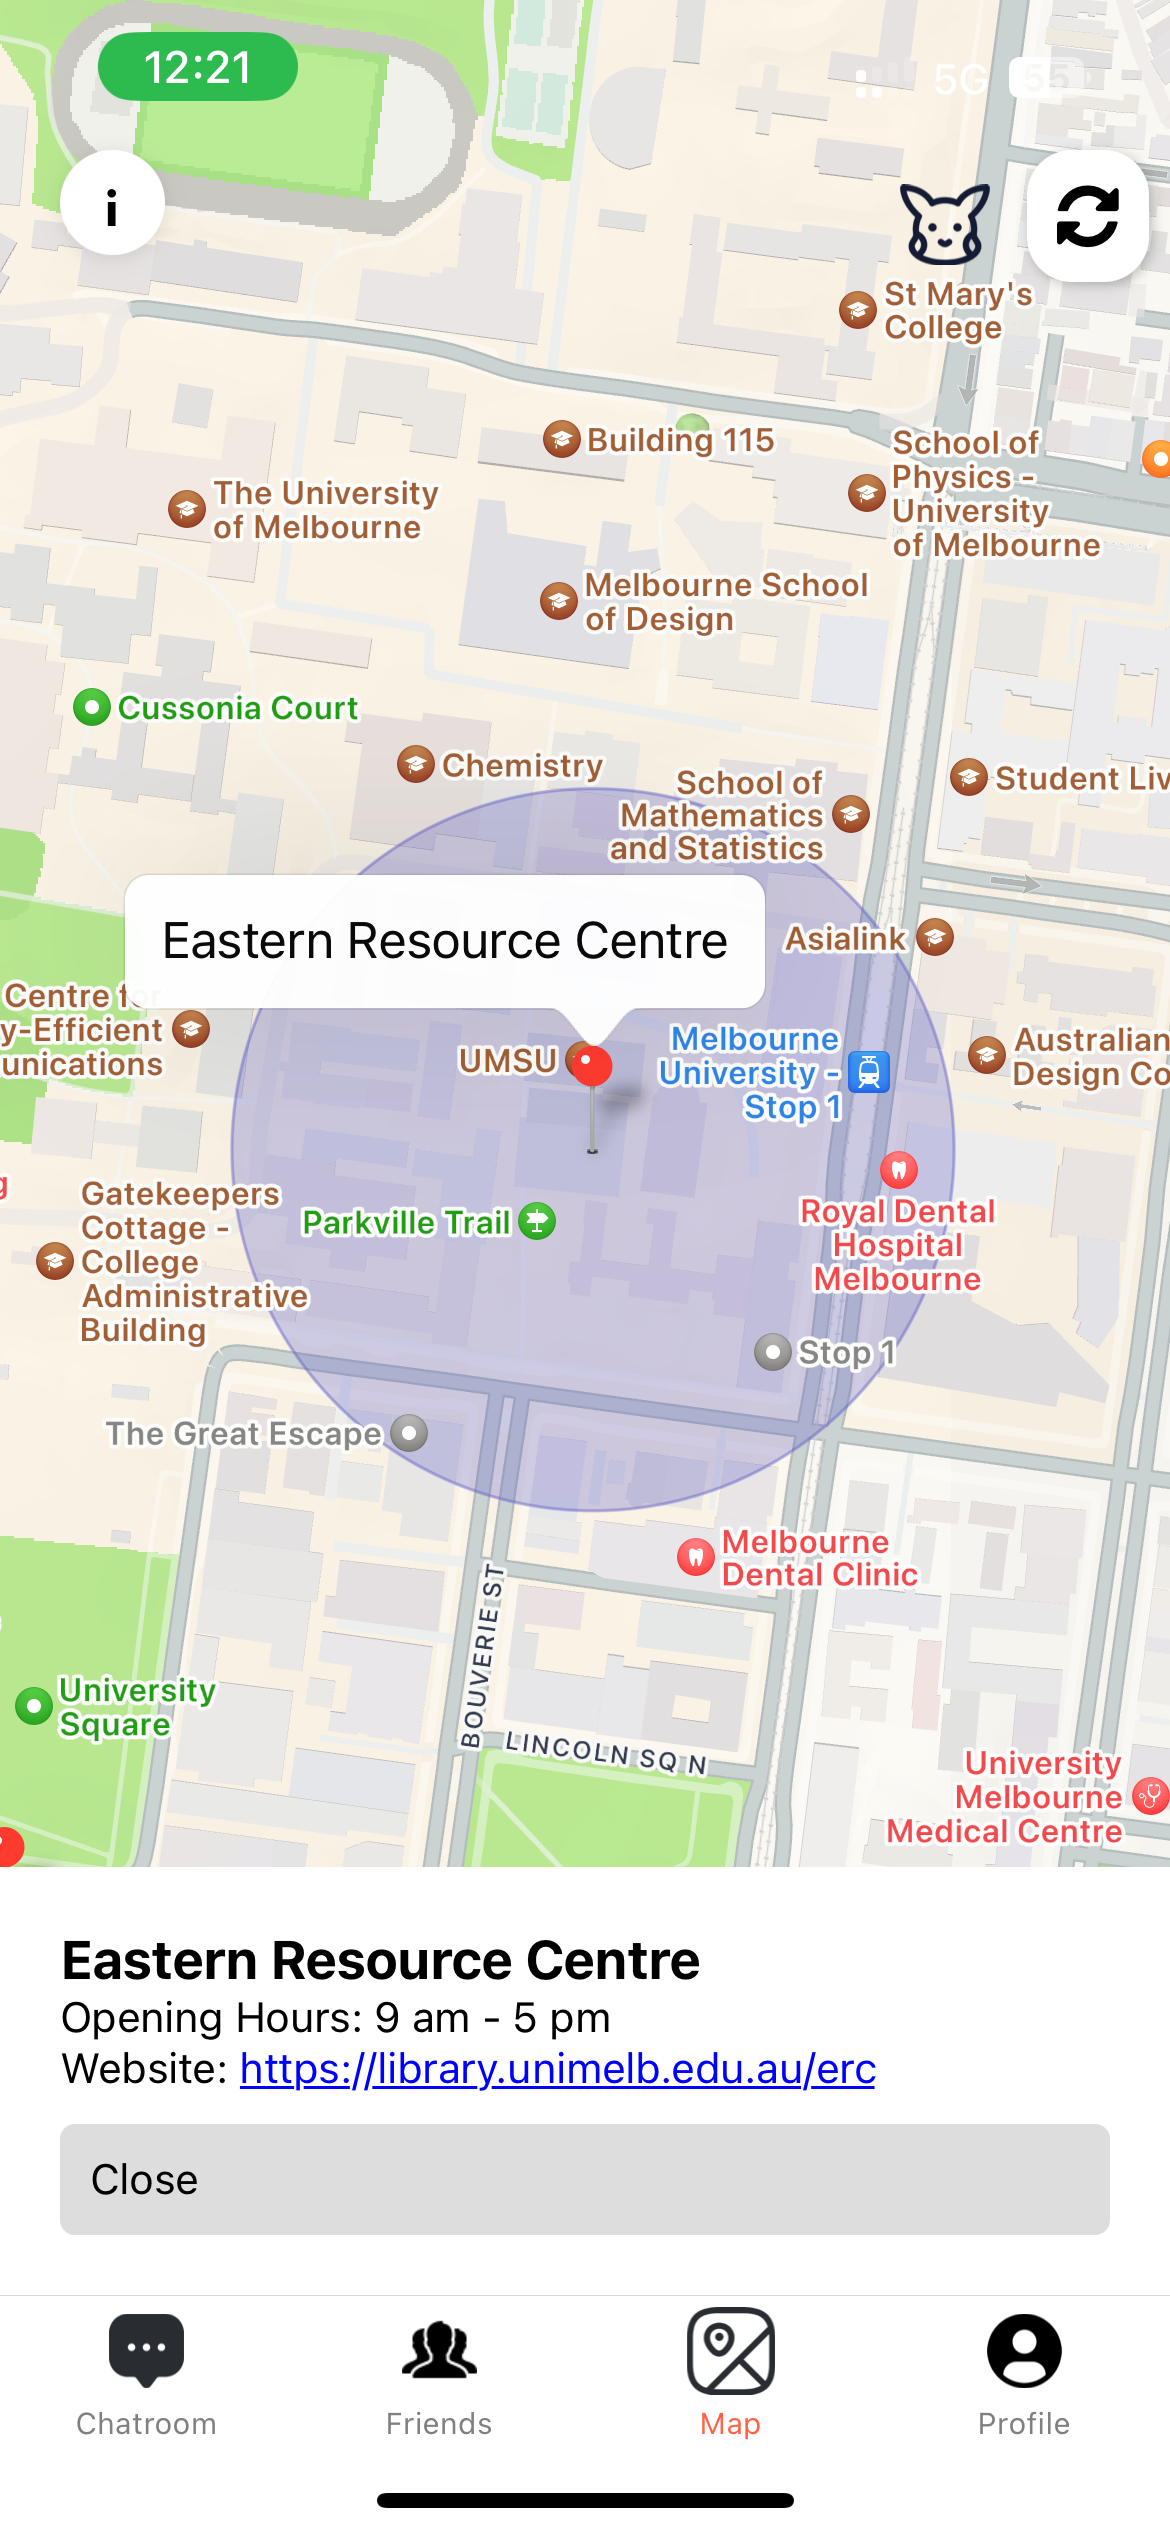 12:21
5G
55
i
St Mary's
College
Building 115
School of
Physics -
University
of Melbourne
The University
of Melbourne
Melbourne School
of Design
Cussonia Court
Chemistry
School of
Mathematics
and Statistics
Student Liv
Eastern Resource Centre
Asialink
Centre for
y-Efficient
unications
UMSU
Melbourne
University -
Stop 1
Australian
Design Co
g
Gatekeepers
Cottage -
College
Administrative
Building
Parkville Trail
Royal Dental
Hospital
Melbourne
Stop 1
The Great Escape
Melbourne
Dental Clinic
BOUVERIE ST
University
Square
LINCOLN SQ N
University
Melbourne
Medical Centre
Eastern Resource Centre
Opening Hours: 9 am - 5 pm
Website: https://library.unimelb.edu.au/erc
Close
Chatroom
Friends
Map
Profile